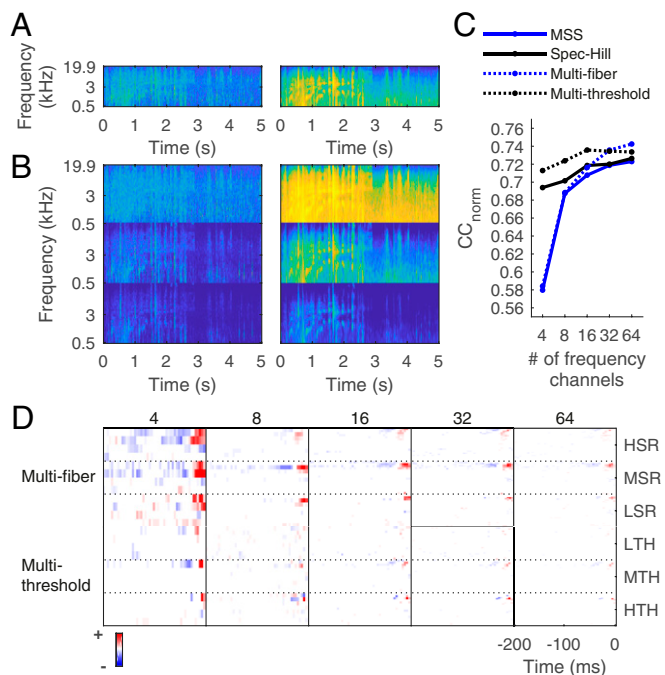 A
Frequency
(kHz)
19.9
3
0.5
0 1 2 3 4 5
Time (s)
0 1 2 3 4 5
Time (s)
B
Frequency (kHz)
19.9
3
0.5
3
0.5
3
0.5
0 1 2 3 4 5
Time (s)
0 1 2 3 4 5
Time (s)
C
MSS
Spec-Hill
Multi-fiber
Multi-threshold
CCnorm
0.76
0.74
0.72
0.7
0.68
0.66
0.64
0.62
0.6
0.58
0.56
4 8 16 32 64
# of frequency
channels
D
4 8 16 32 64
Multi-fiber
Multi-
threshold
HSR
MSR
LSR
LTH
MTH
HTH
+
-
-200 -100 0
Time (ms)